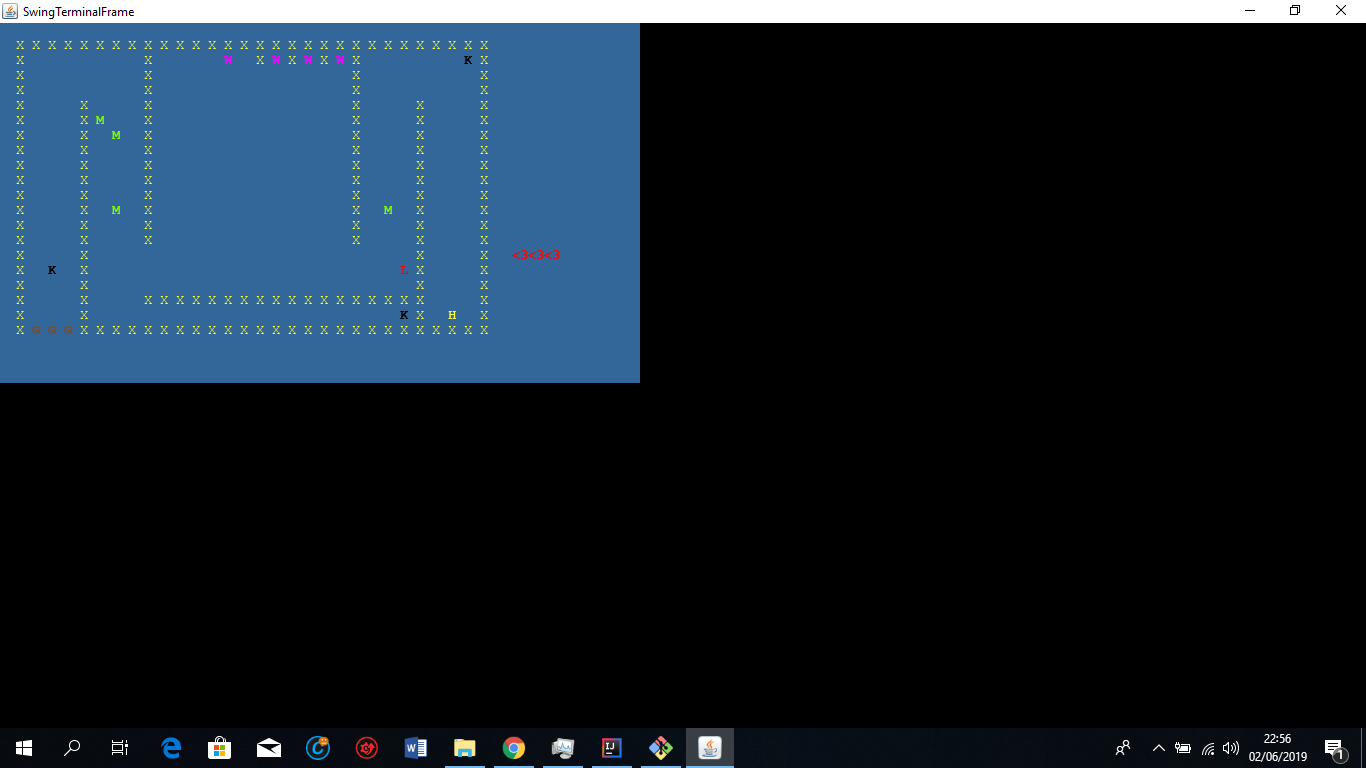 SwingTerminalFrame
X X X X X X X X X X X X X X X X X X X X X X X X X X X X X X
X X W X W X W X W X K X
X X X X
X X X X
X X X X X X
X X M X X X X
X X M X X X X
X X X X X X
X X X X X X
X X X X X X
X X X X X X
X X M X X M X X
X X X X X X
X X X X X X
X X X X <3<3<3
X K X L X X
X X X X
X X X X X X X X X X X X X X X X X X X X X
X X K X H X
X G G G X X X X X X X X X X X X X X X X X X X X X X X X X X
22:56
02/06/2019